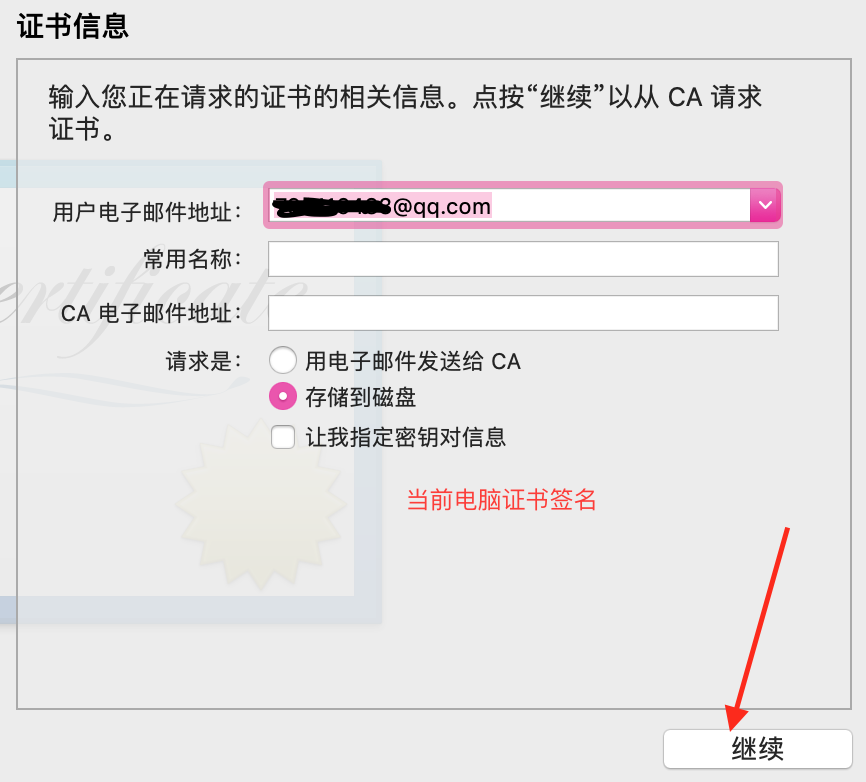 证书信息
输入您正在请求的证书的相关信息。点按“继续”以从 CA 请求
证书。
用户电子邮件地址： @qq.com
常用名称：
CA 电子邮件地址：
请求是： 用电子邮件发送给 CA
存储到磁盘
让我指定密钥对信息
当前电脑证书签名
继续